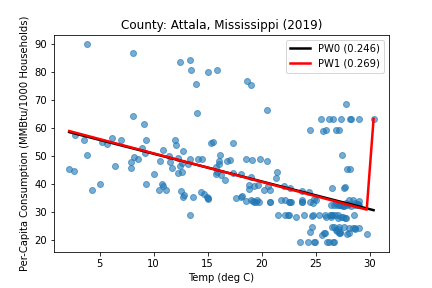 County: Attala, Mississippi (2019)
Per-Capita Consumption (MMBtu/1000 Households)
90
80
70
60
50
40
30
20
PW0 (0.246)
PW1 (0.269)
5
10
15
20
25
30
Temp (deg C)